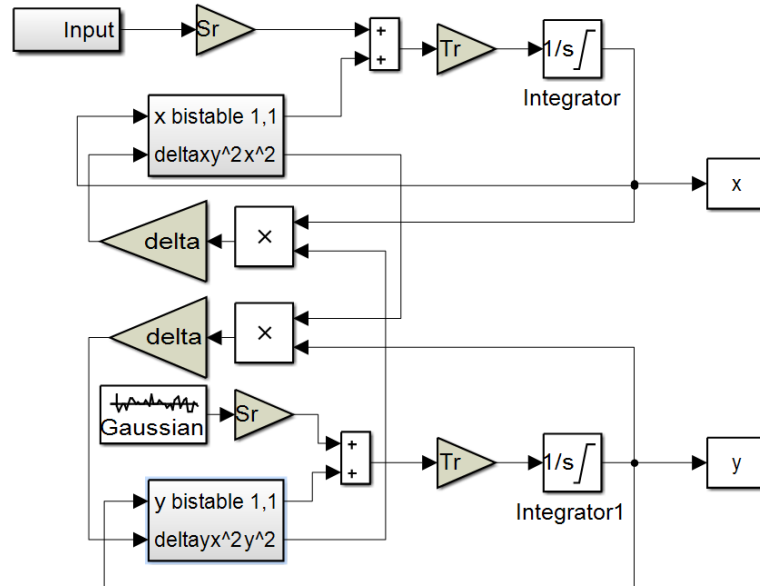 Input
Sr
+
+
Tr
1/s
Integrator
x bistable 1,1
deltaxy^2x^2
x
delta
×
delta
×
Gaussian
Sr
+
+
Tr
1/s
Integrator1
y
y bistable 1,1
deltayx^2y^2